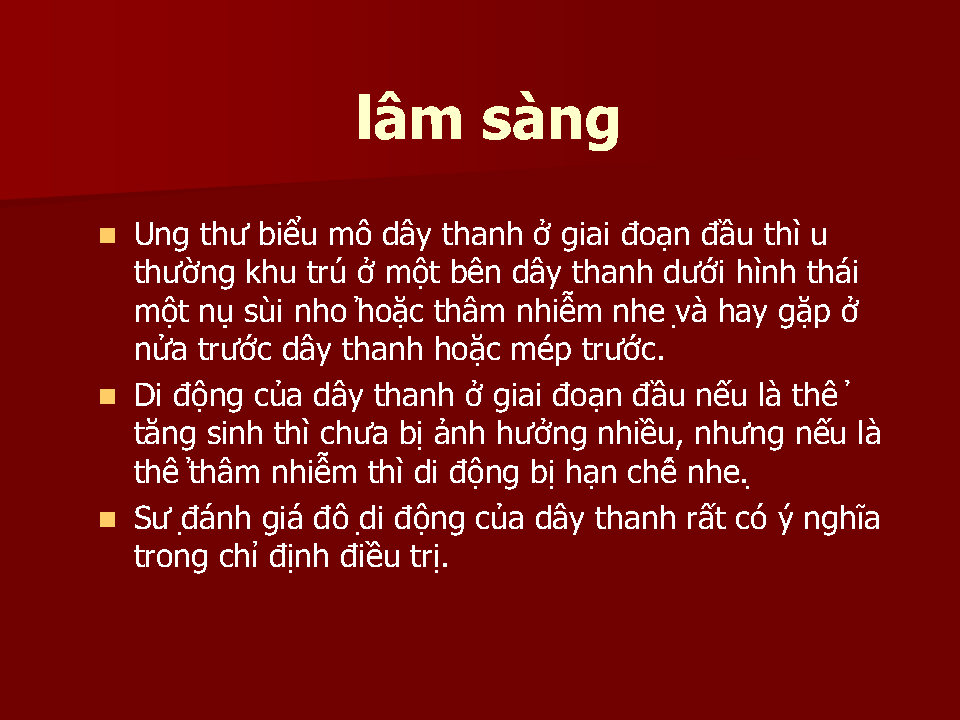 lâm sàng
Ung thư biểu mô dây thanh ở giai đoạn đầu thì u
thường khu trú ở một bên dây thanh dưới hình thái
một nụ sùi nhỏ hoặc thâm nhiễm nhẹ và hay gặp ở
nửa trước dây thanh hoặc mép trước.
Di động của dây thanh ở giai đoạn đầu nếu là thể
tăng sinh thì chưa bị ảnh hưởng nhiều, nhưng nếu là
thể thâm nhiễm thì di động bị hạn chế nhẹ.
Sự đánh giá độ di động của dây thanh rất có ý nghĩa
trong chỉ định điều trị.